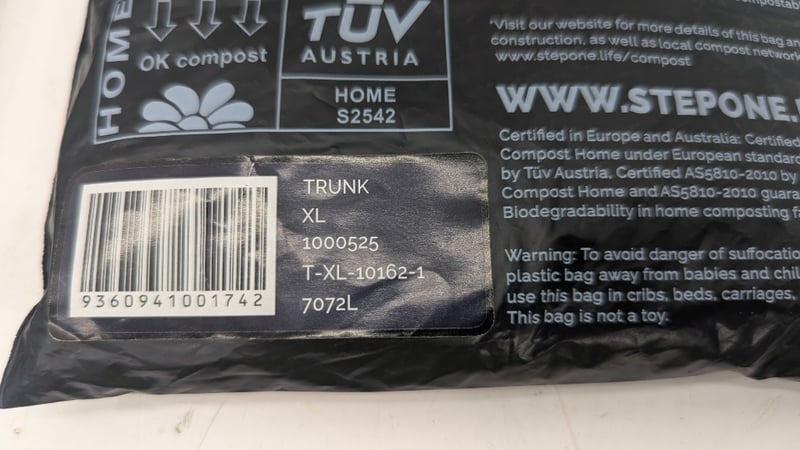 HOME
OK compost
TÜV
AUSTRIA
HOME
S2542
*Visit our website for more details of this bag an
construction, as well as local compost network
www.stepone.life/compost
WWW.STEPONE.
Certified in Europe and Australia: Certified
Compost Home under European standard
by Tüv Austria, Certified AS5810-2010 by
Compost Home and AS5810-2010 guara
Biodegradability in home composting fa
Warning: To avoid danger of suffocatio
plastic bag away from babies and chil
use this bag in cribs, beds, carriages,
This bag is not a toy.
TRUNK
XL
1000525
T-XL-10162-1
7072L
9360941001742